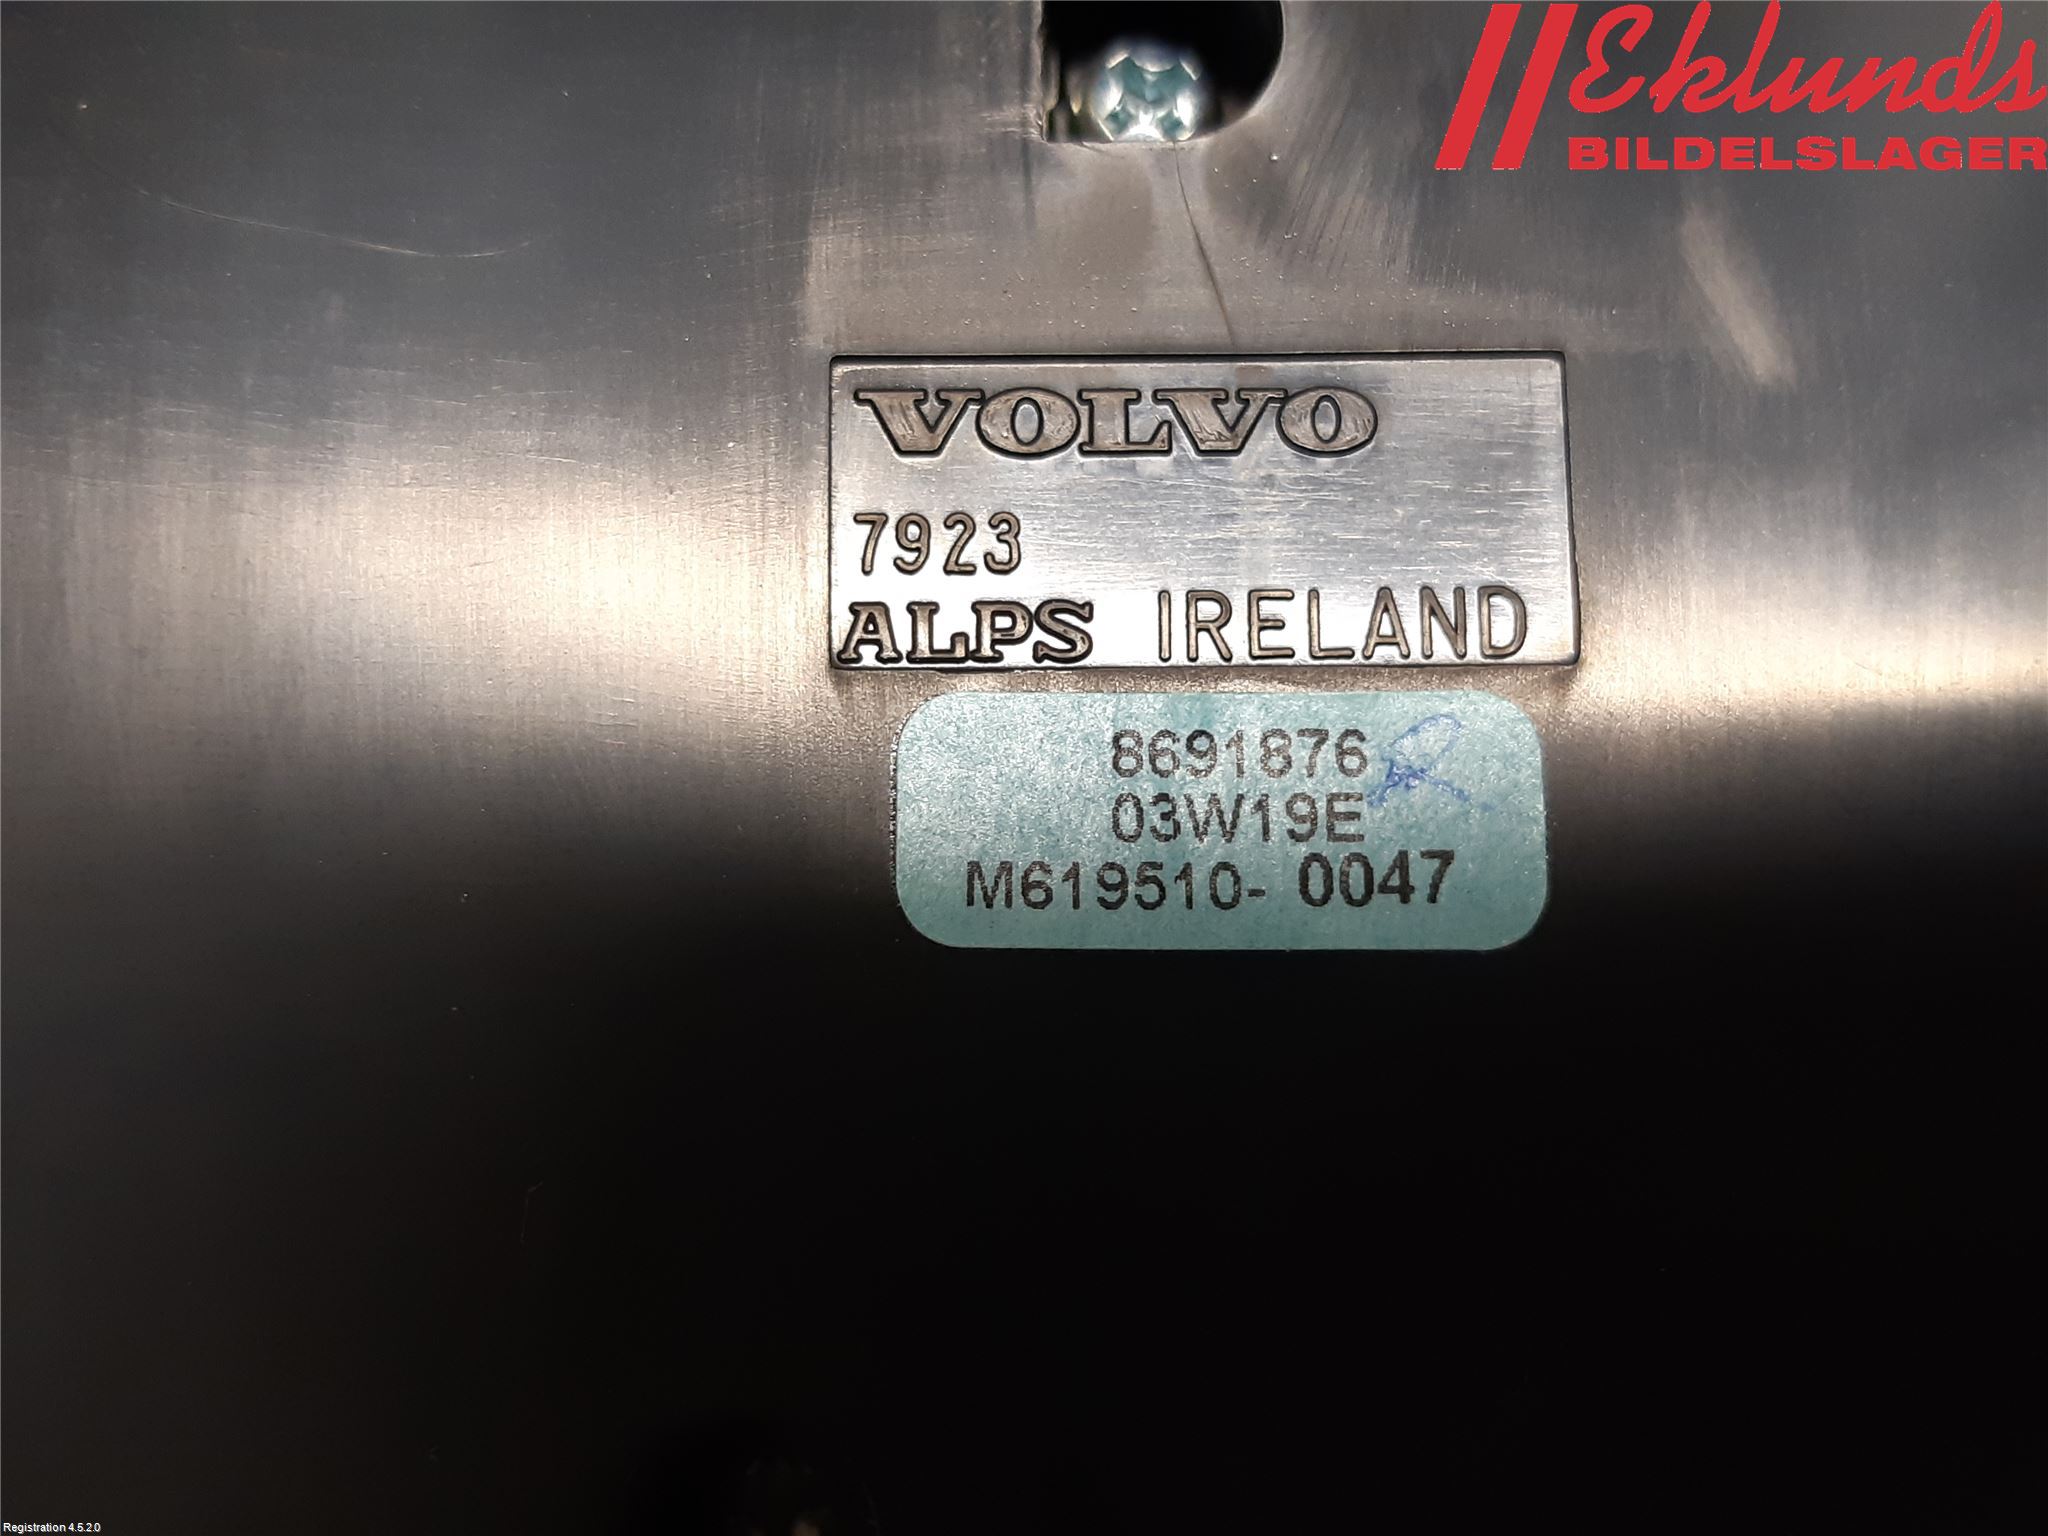 Eklunds
BILDELSLAGER
VOLVO
7923
ALPS IRELAND
8691876
03W19E
M619510- 0047
Registration 4.5.2.0